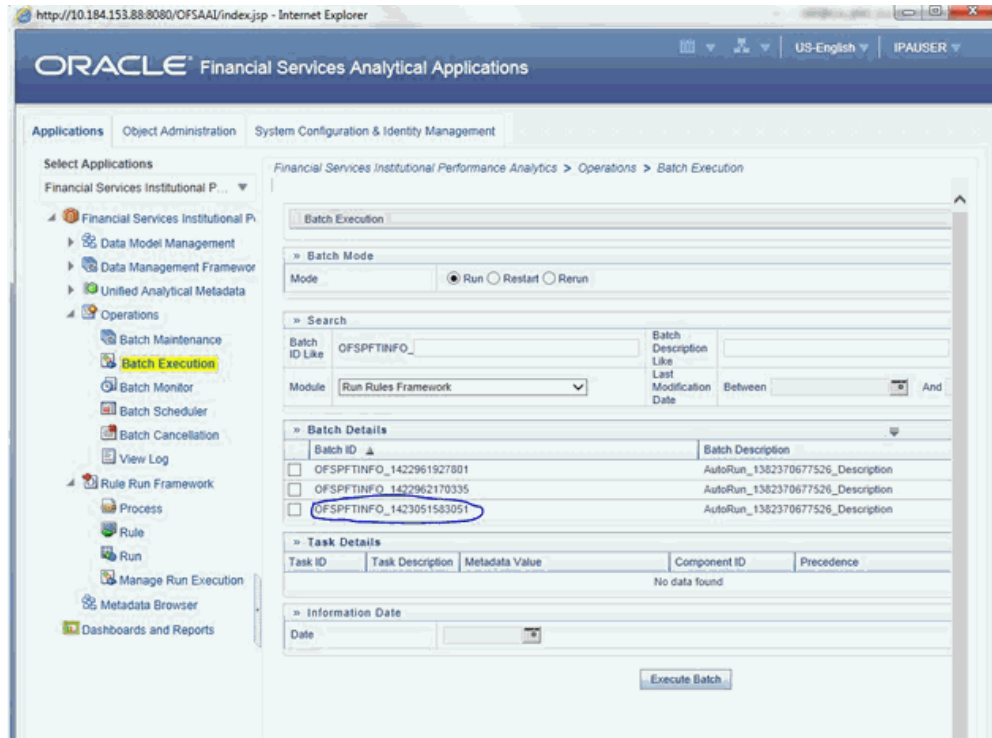 http://10.184.153.88:8080/OFSAAI/index.jsp - Internet Explorer
ORACLE Financial Services Analytical Applications
US-English
IPAUSER
Applications
Object Administration
System Configuration & Identity Management
Select Applications
Financial Services Institutional P...
Financial Services Institutional P
Data Model Management
Data Management Framewor
Unified Analytical Metadata
Operations
Batch Maintenance
Batch Execution
Batch Monitor
Batch Scheduler
Batch Cancellation
View Log
Rule Run Framework
Process
Rule
Run
Manage Run Execution
Metadata Browser
Dashboards and Reports
Financial Services Institutional Performance Analytics > Operations > Batch Execution
Batch Execution
» Batch Mode
Mode Run Restart Rerun
» Search
Batch ID Like OFSPFTINFO_ Batch Description Like
Module Run Rules Framework Last Modification Date Between And
» Batch Details
Batch ID Batch Description
OFSPFTINFO_1422961927801 AutoRun_1382370677526_Description
OFSPFTINFO_1422962170335 AutoRun_1382370677526_Description
OFSPFTINFO_1423051583051 AutoRun_1382370677526_Description
» Task Details
Task ID Task Description Metadata Value Component ID Precedence
No data found
» Information Date
Date
Execute Batch